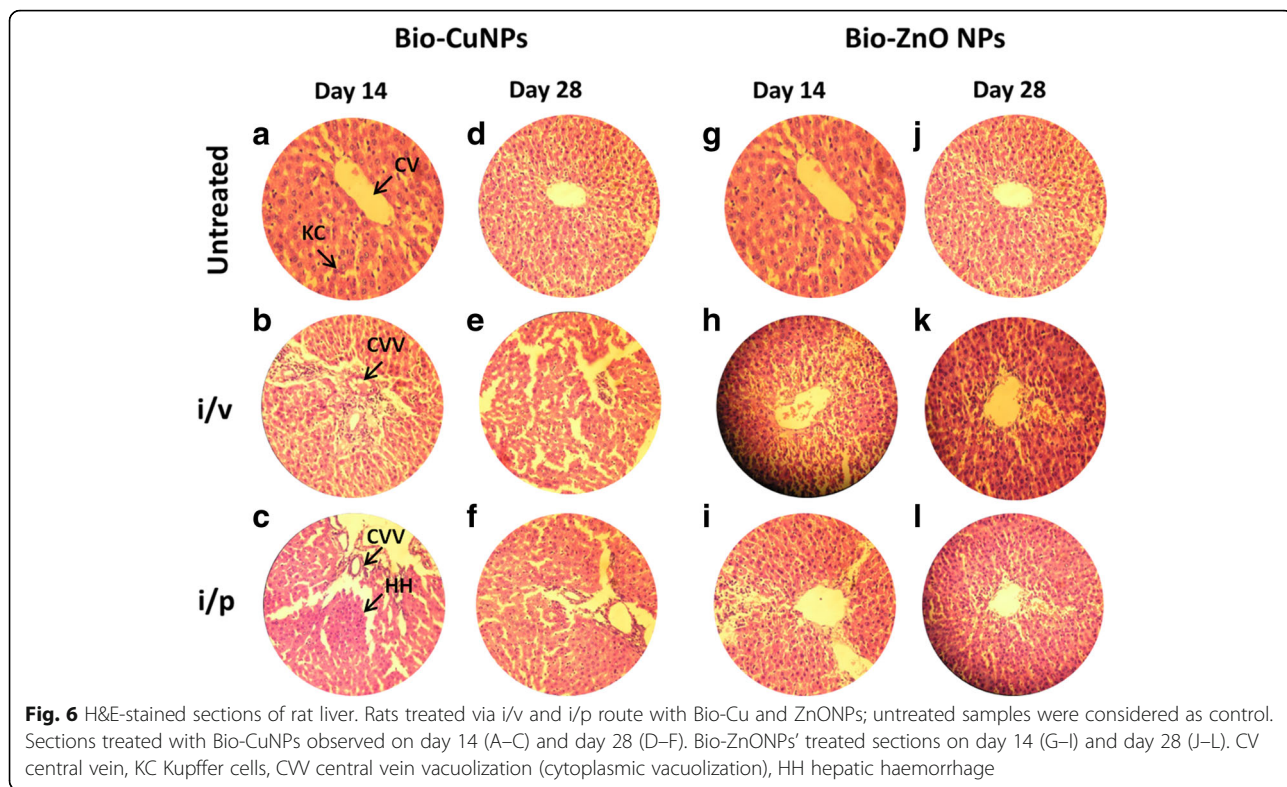 Bio-CuNPs Bio-ZnO NPs
Day 14 Day 28 Day 14 Day 28
Untreated
a d g j
CV
KC
i/v
b e h k
CVV
i/p
c f i l
CVV
HH
Fig. 6 H&E-stained sections of rat liver. Rats treated via i/v and i/p route with Bio-Cu and ZnONPs; untreated samples were considered as control.
Sections treated with Bio-CuNPs observed on day 14 (A–C) and day 28 (D–F). Bio-ZnONPs' treated sections on day 14 (G–I) and day 28 (J–L). CV
central vein, KC Kupffer cells, CVV central vein vacuolization (cytoplasmic vacuolization), HH hepatic haemorrhage